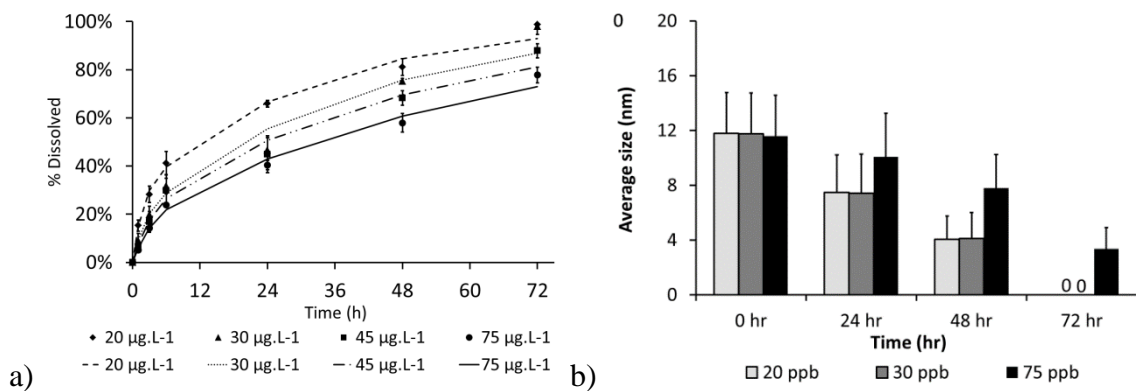 100%
80%
60%
40%
20%
0%
% Dissolved
0 12 24 36 48 60 72
Time (h)
20 µg.L-1 30 µg.L-1 45 µg.L-1 75 µg.L-1
20 µg.L-1 30 µg.L-1 45 µg.L-1 75 µg.L-1
a)
0
20
16
12
8
4
0
Average size (nm)
0 0
0 hr 24 hr 48 hr 72 hr
Time (hr)
20 ppb 30 ppb 75 ppb
b)